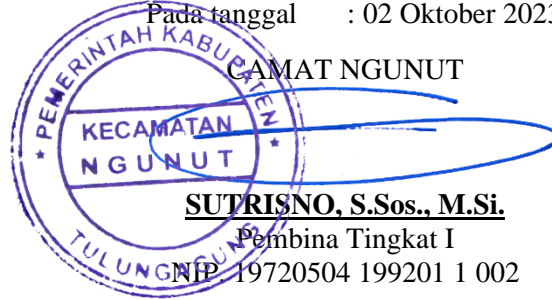 Pada tanggal : 02 Oktober 2023
CAMAT NGUNUT
PEMERINTAH KABUPATEN
KECAMATAN
NGUNUT
TULUNGAGUNG
SUTRISNO, S.Sos., M.Si.
Pembina Tingkat I
NIP. 19720504 199201 1 002